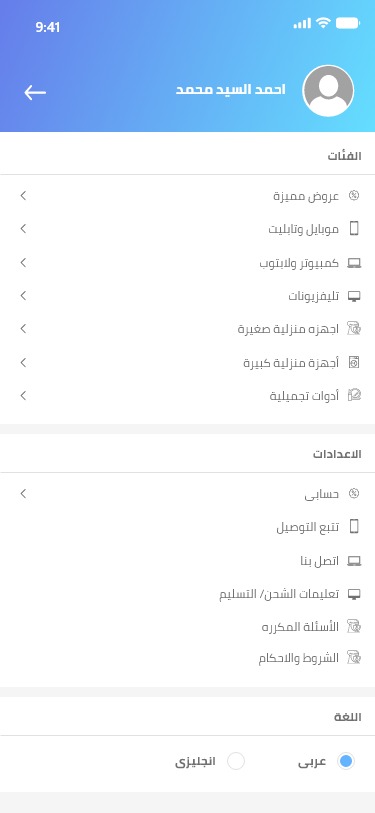 9:41
احمد السيد محمد
الفئات
عروض مميزة
موبايل وتابليت
كمبيوتر ولابتوب
تليفزيونات
اجهزه منزلية صغيرة
أجهزة منزلية كبيرة
أدوات تجميلية
الاعدادات
حسابى
تتبع التوصيل
اتصل بنا
تعليمات الشحن/ التسليم
الأسئلة المكرره
الشروط والاحكام
اللغة
عربى
انجليزى